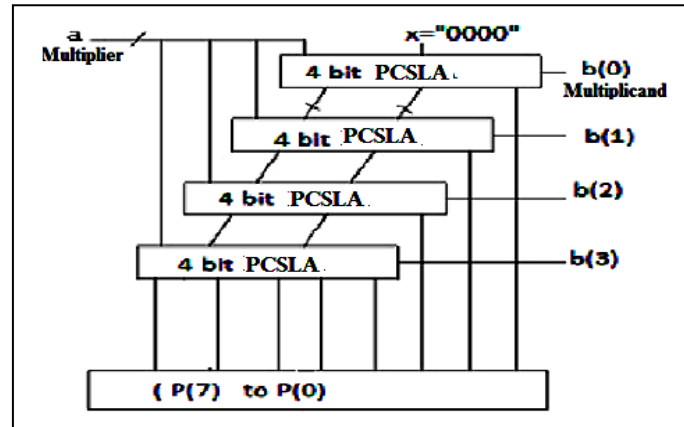 a
Multiplier
x="0000"
4 bit PCSLA
b(0)
Multiplicand
4 bit PCSLA
b(1)
4 bit PCSLA
b(2)
4 bit PCSLA
b(3)
( P(7) to P(0)